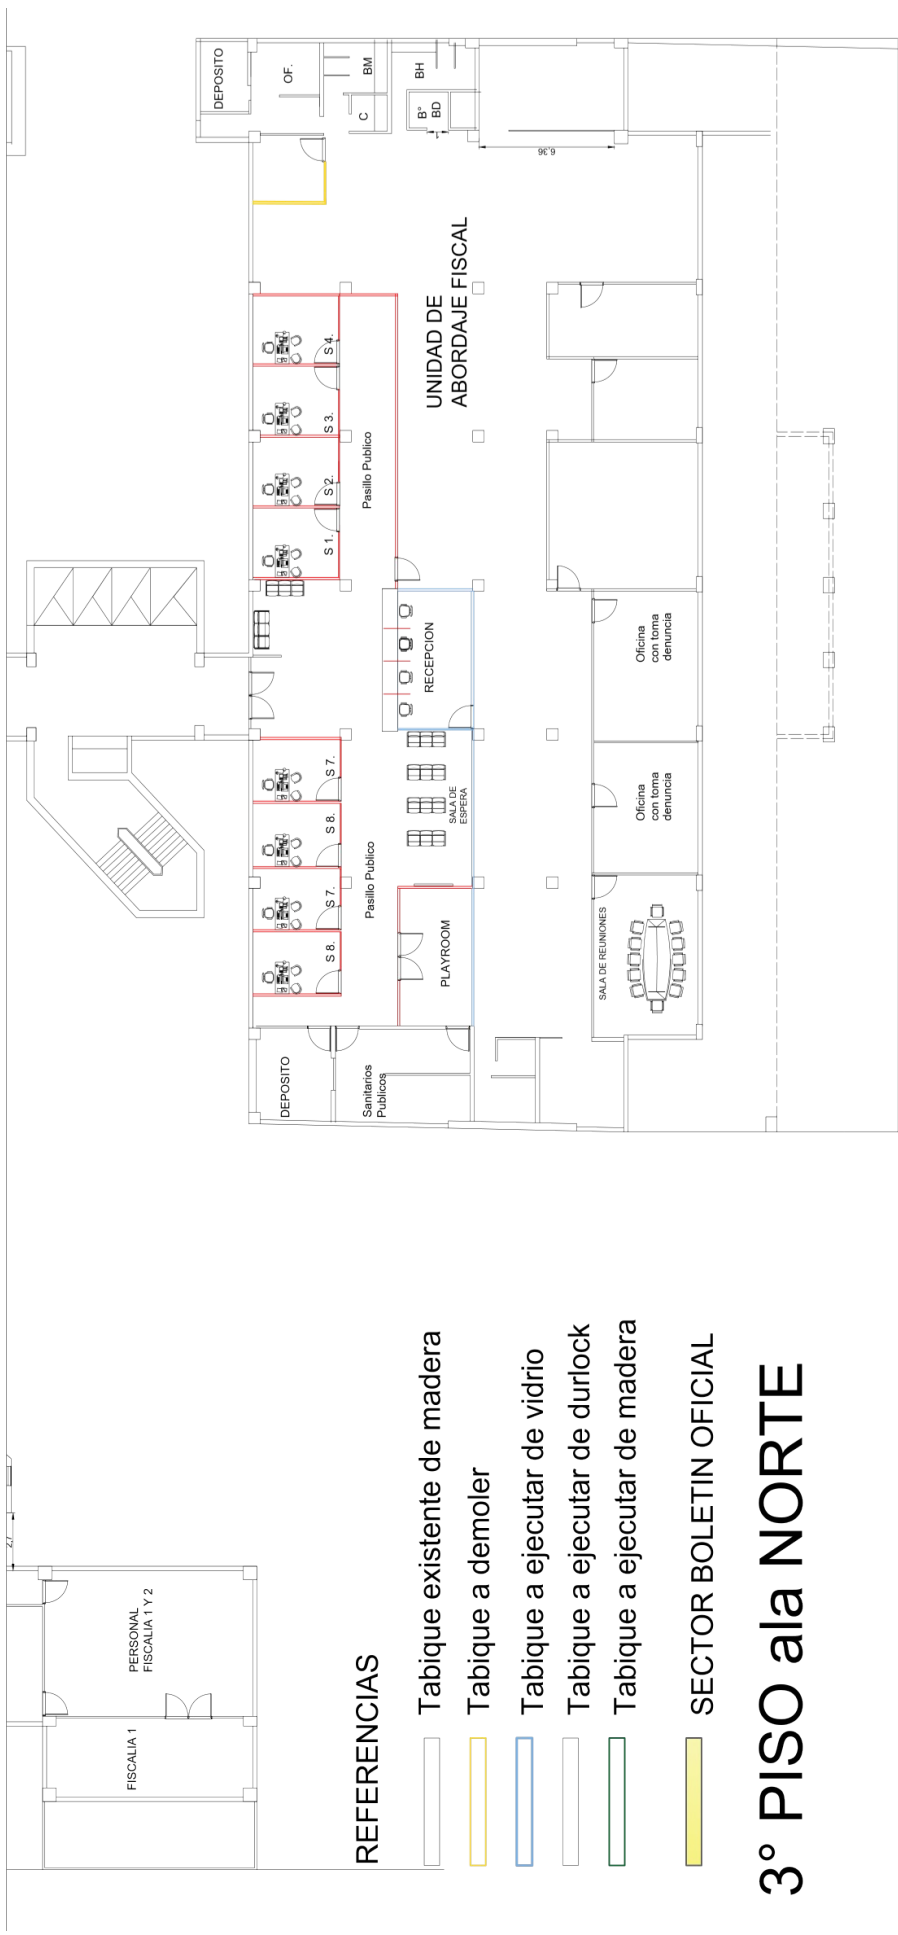 DEPOSITO
OF.
BM
C
BH
B°
BD
6.36
UNIDAD DE
ABORDAJE FISCAL
S 1.
S 2.
S 3.
S 4.
Pasillo Publico
RECEPCION
S 8.
S 7.
S 8.
S 7.
Pasillo Publico
SALA DE
ESPERA
PLAYROOM
DEPOSITO
Sanitarios
Publicos
SALA DE REUNIONES
Oficina
con toma
denuncia
Oficina
con toma
denuncia
FISCALIA 1
PERSONAL
FISCALIA 1 Y 2
REFERENCIAS
Tabique existente de madera
Tabique a demoler
Tabique a ejecutar de vidrio
Tabique a ejecutar de durlock
Tabique a ejecutar de madera
SECTOR BOLETIN OFICIAL
3° PISO ala NORTE